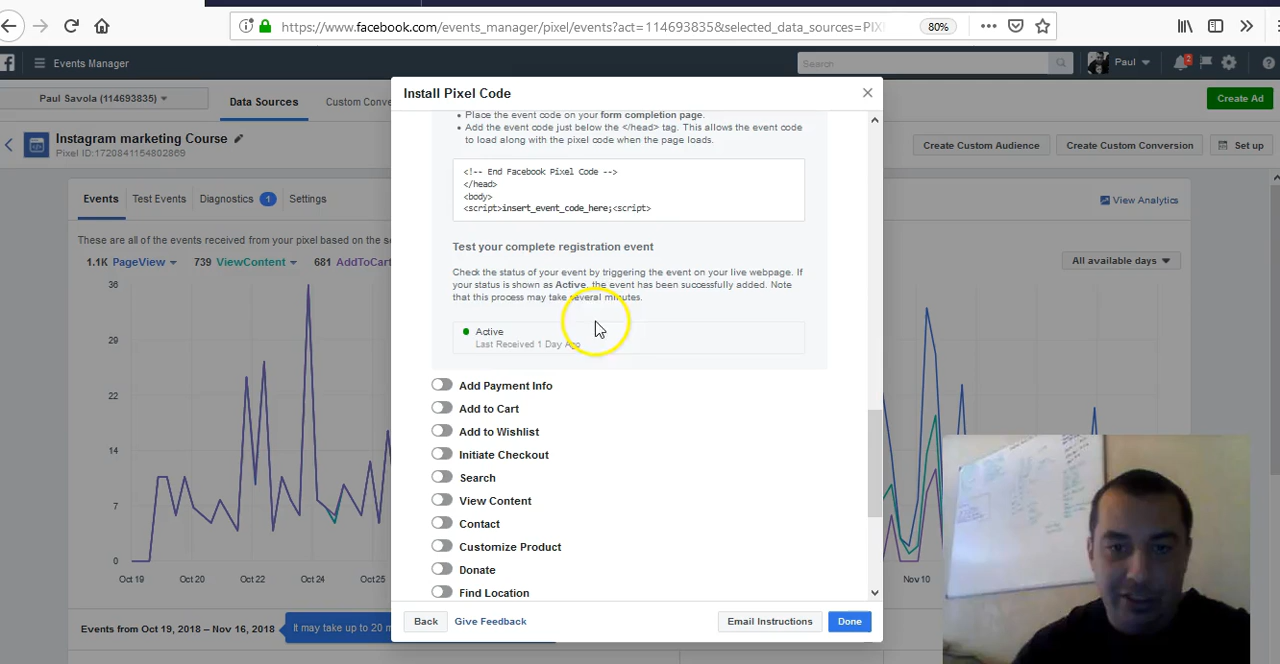 https://www.facebook.com/events_manager/pixel/events?act=114693835&selected_data_sources=PIX
80%
Events Manager
Search
Paul
2
Paul Savola (114693835)
Data Sources
Custom Conve
Create Ad
Instagram marketing Course
Pixel ID:1720841154802869
Create Custom Audience
Create Custom Conversion
Set up
Events
Test Events
Diagnostics
1
Settings
View Analytics
These are all of the events received from your pixel based on the se
1.1K PageView
739 ViewContent
681 AddToCart
All available days
36
29
22
14
7
0
Oct 19
Oct 20
Oct 22
Oct 24
Oct 25
Nov 10
Events from Oct 19, 2018 – Nov 16, 2018
It may take up to 20 m
Install Pixel Code
Place the event code on your form completion page.
Add the event code just below the </head> tag. This allows the event code
to load along with the pixel code when the page loads.
<!-- End Facebook Pixel Code -->
</head>
<body>
<script>insert_event_code_here;<script>
Test your complete registration event
Check the status of your event by triggering the event on your live webpage. If
your status is shown as Active, the event has been successfully added. Note
that this process may take several minutes.
Active
Last Received 1 Day Ago
Add Payment Info
Add to Cart
Add to Wishlist
Initiate Checkout
Search
View Content
Contact
Customize Product
Donate
Find Location
Back
Give Feedback
Email Instructions
Done